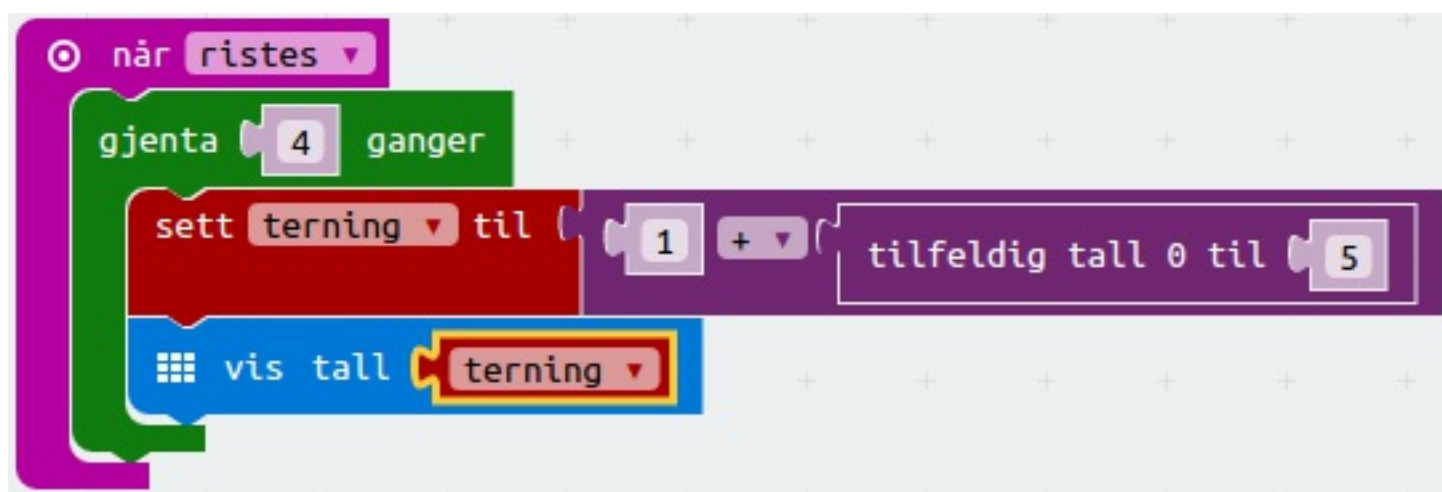 når ristes
gjenta 4 ganger
sett terning til 1 + tilfeldig tall 0 til 5
vis tall terning